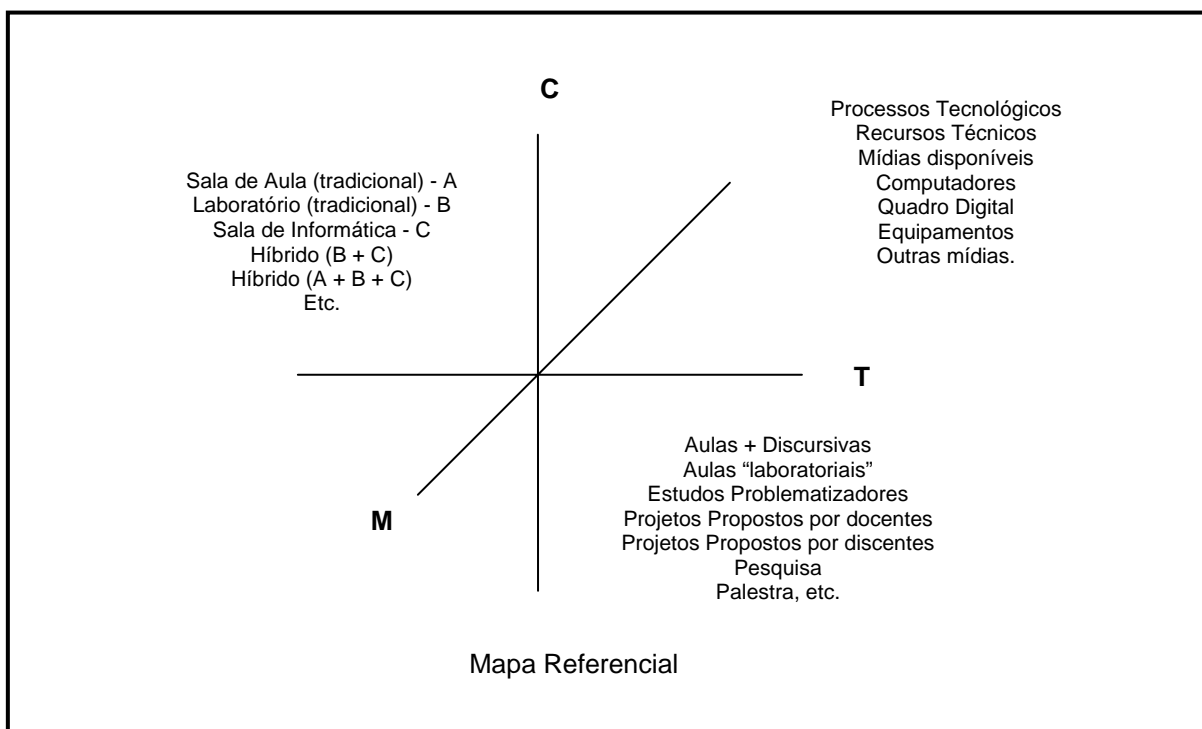 C
Processos Tecnológicos
Recursos Técnicos
Mídias disponíveis
Computadores
Quadro Digital
Equipamentos
Outras mídias.
Sala de Aula (tradicional) - A
Laboratório (tradicional) - B
Sala de Informática - C
Híbrido (B + C)
Híbrido (A + B + C)
Etc.
T
Aulas + Discursivas
Aulas “laboratoriais”
Estudos Problematizadores
Projetos Propostos por docentes
Projetos Propostos por discentes
Pesquisa
Palestra, etc.
M
Mapa Referencial